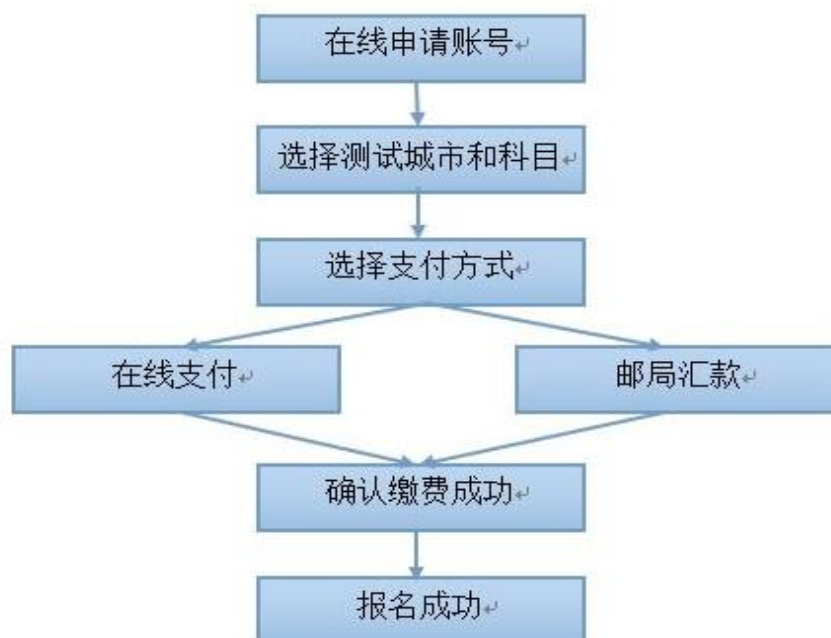 在线申请账号
选择测试城市和科目
选择支付方式
在线支付
邮局汇款
确认缴费成功
报名成功